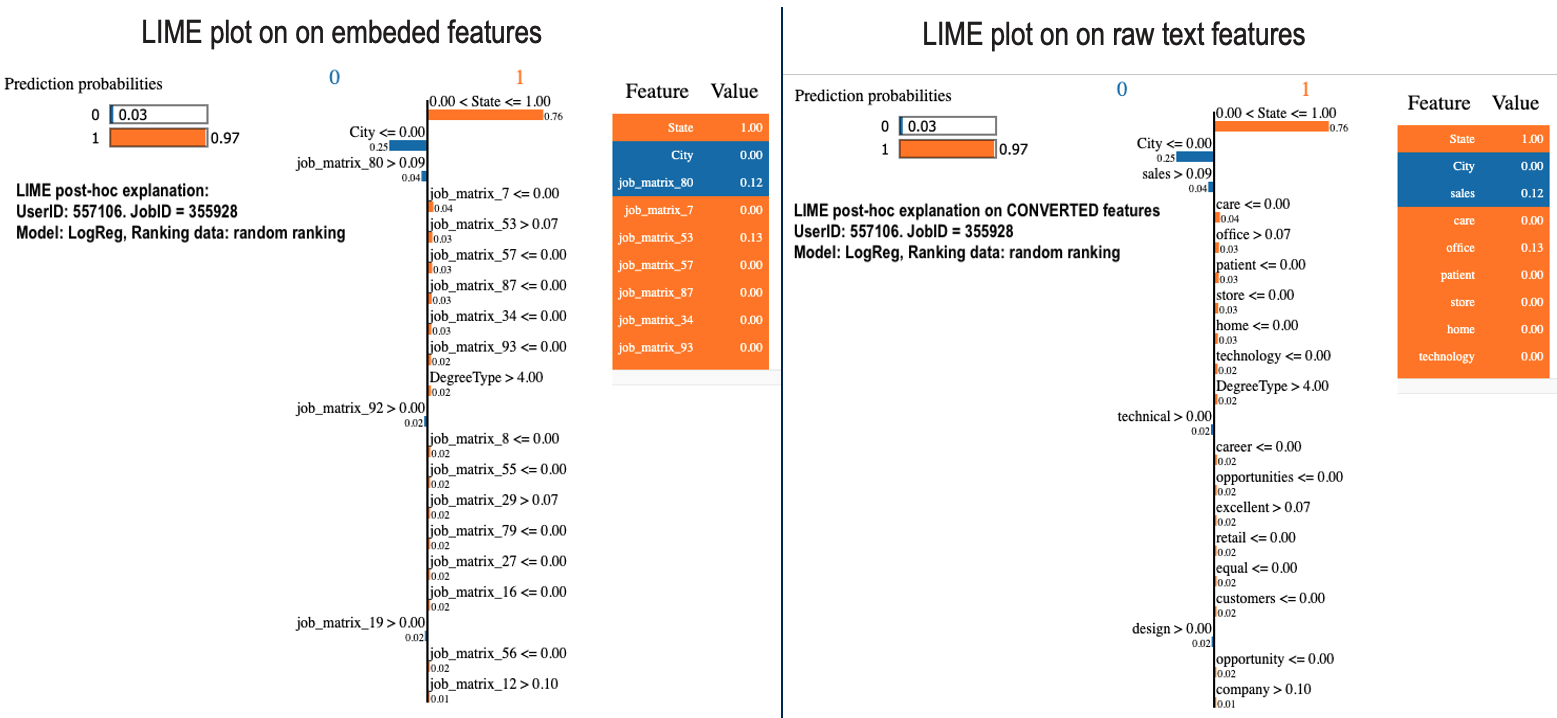 LIME plot on on embeded features
Prediction probabilities
0 0.03
1 0.97
LIME post-hoc explanation:
UserID: 557106. JobID = 355928
Model: LogReg, Ranking data: random ranking
0 1
0.00 < State <= 1.00
0.76
City <= 0.00
0.25
job_matrix_80 > 0.09
0.04
job_matrix_7 <= 0.00
0.04
job_matrix_53 > 0.07
0.03
job_matrix_57 <= 0.00
0.03
job_matrix_87 <= 0.00
0.03
job_matrix_34 <= 0.00
0.03
job_matrix_93 <= 0.00
0.02
DegreeType > 4.00
0.02
job_matrix_92 > 0.00
0.02
job_matrix_8 <= 0.00
0.02
job_matrix_55 <= 0.00
0.02
job_matrix_29 > 0.07
0.02
job_matrix_79 <= 0.00
0.02
job_matrix_27 <= 0.00
0.02
job_matrix_16 <= 0.00
0.02
job_matrix_19 > 0.00
0.02
job_matrix_56 <= 0.00
0.02
job_matrix_12 > 0.10
0.01
Feature Value
State 1.00
City 0.00
job_matrix_80 0.12
job_matrix_7 0.00
job_matrix_53 0.13
job_matrix_57 0.00
job_matrix_87 0.00
job_matrix_34 0.00
job_matrix_93 0.00
LIME plot on on raw text features
Prediction probabilities
0 0.03
1 0.97
LIME post-hoc explanation on CONVERTED features
UserID: 557106. JobID = 355928
Model: LogReg, Ranking data: random ranking
0 1
0.00 < State <= 1.00
0.76
City <= 0.00
0.25
sales > 0.09
0.04
care <= 0.00
0.04
office > 0.07
0.03
patient <= 0.00
0.03
store <= 0.00
0.03
home <= 0.00
0.03
technology <= 0.00
0.02
DegreeType > 4.00
0.02
technical > 0.00
0.02
career <= 0.00
0.02
opportunities <= 0.00
0.02
excellent > 0.07
0.02
retail <= 0.00
0.02
equal <= 0.00
0.02
customers <= 0.00
0.02
design > 0.00
0.02
opportunity <= 0.00
0.02
company > 0.10
0.01
Feature Value
State 1.00
City 0.00
sales 0.12
care 0.00
office 0.13
patient 0.00
store 0.00
home 0.00
technology 0.00